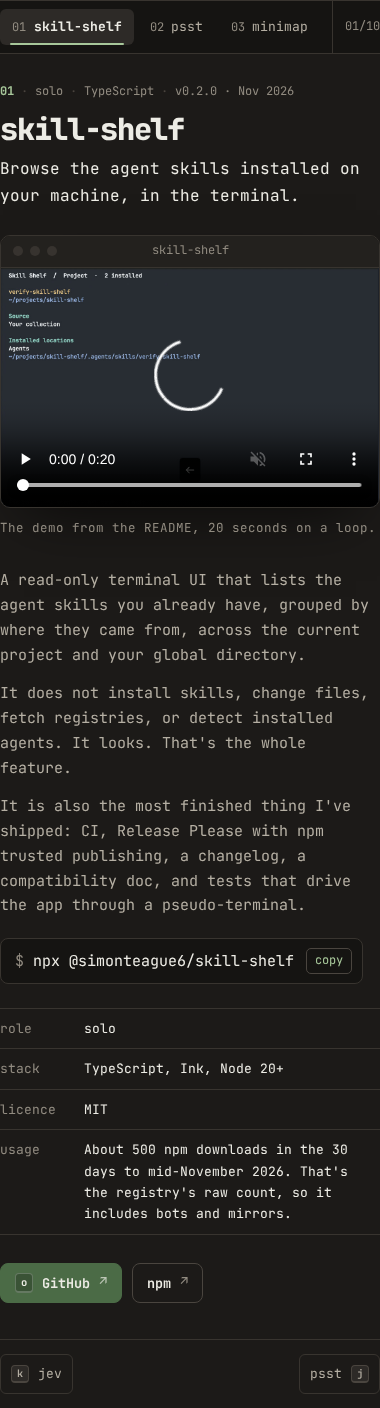 01 skill-shelf 02 psst 03 minimap 01/10
01 · solo · TypeScript · v0.2.0 · Nov 2026
skill-shelf
Browse the agent skills installed on
your machine, in the terminal.
skill-shelf
Skill Shelf / Project · 2 installed
verify-skill-shelf
~/projects/skill-shelf
Source
Your collection
Installed locations
Agents
~/projects/skill-shelf/.agents/skills/verify-skill-shelf
0:00 / 0:20
The demo from the README, 20 seconds on a loop.
A read-only terminal UI that lists the
agent skills you already have, grouped by
where they came from, across the current
project and your global directory.
It does not install skills, change files,
fetch registries, or detect installed
agents. It looks. That's the whole
feature.
It is also the most finished thing I've
shipped: CI, Release Please with npm
trusted publishing, a changelog, a
compatibility doc, and tests that drive
the app through a pseudo-terminal.
$ npx @simonteague6/skill-shelf copy
role solo
stack TypeScript, Ink, Node 20+
licence MIT
usage About 500 npm downloads in the 30
days to mid-November 2026. That's
the registry's raw count, so it
includes bots and mirrors.
o GitHub ↗ npm ↗
k jev psst j